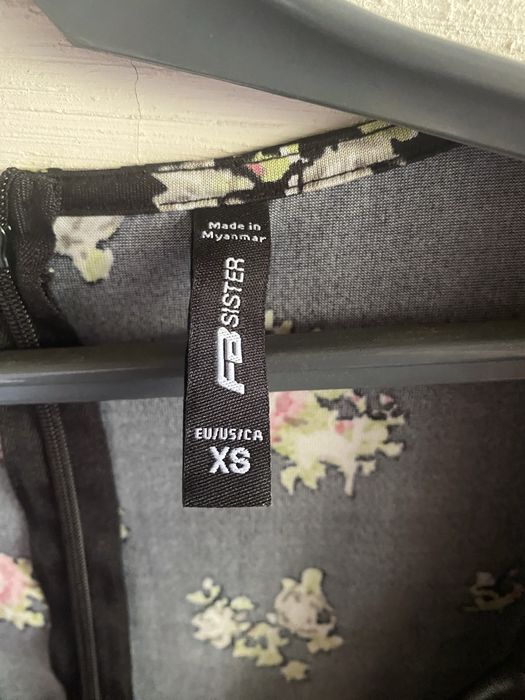 Made in
Myanmar
FB SISTER
EU/US/CA
XS